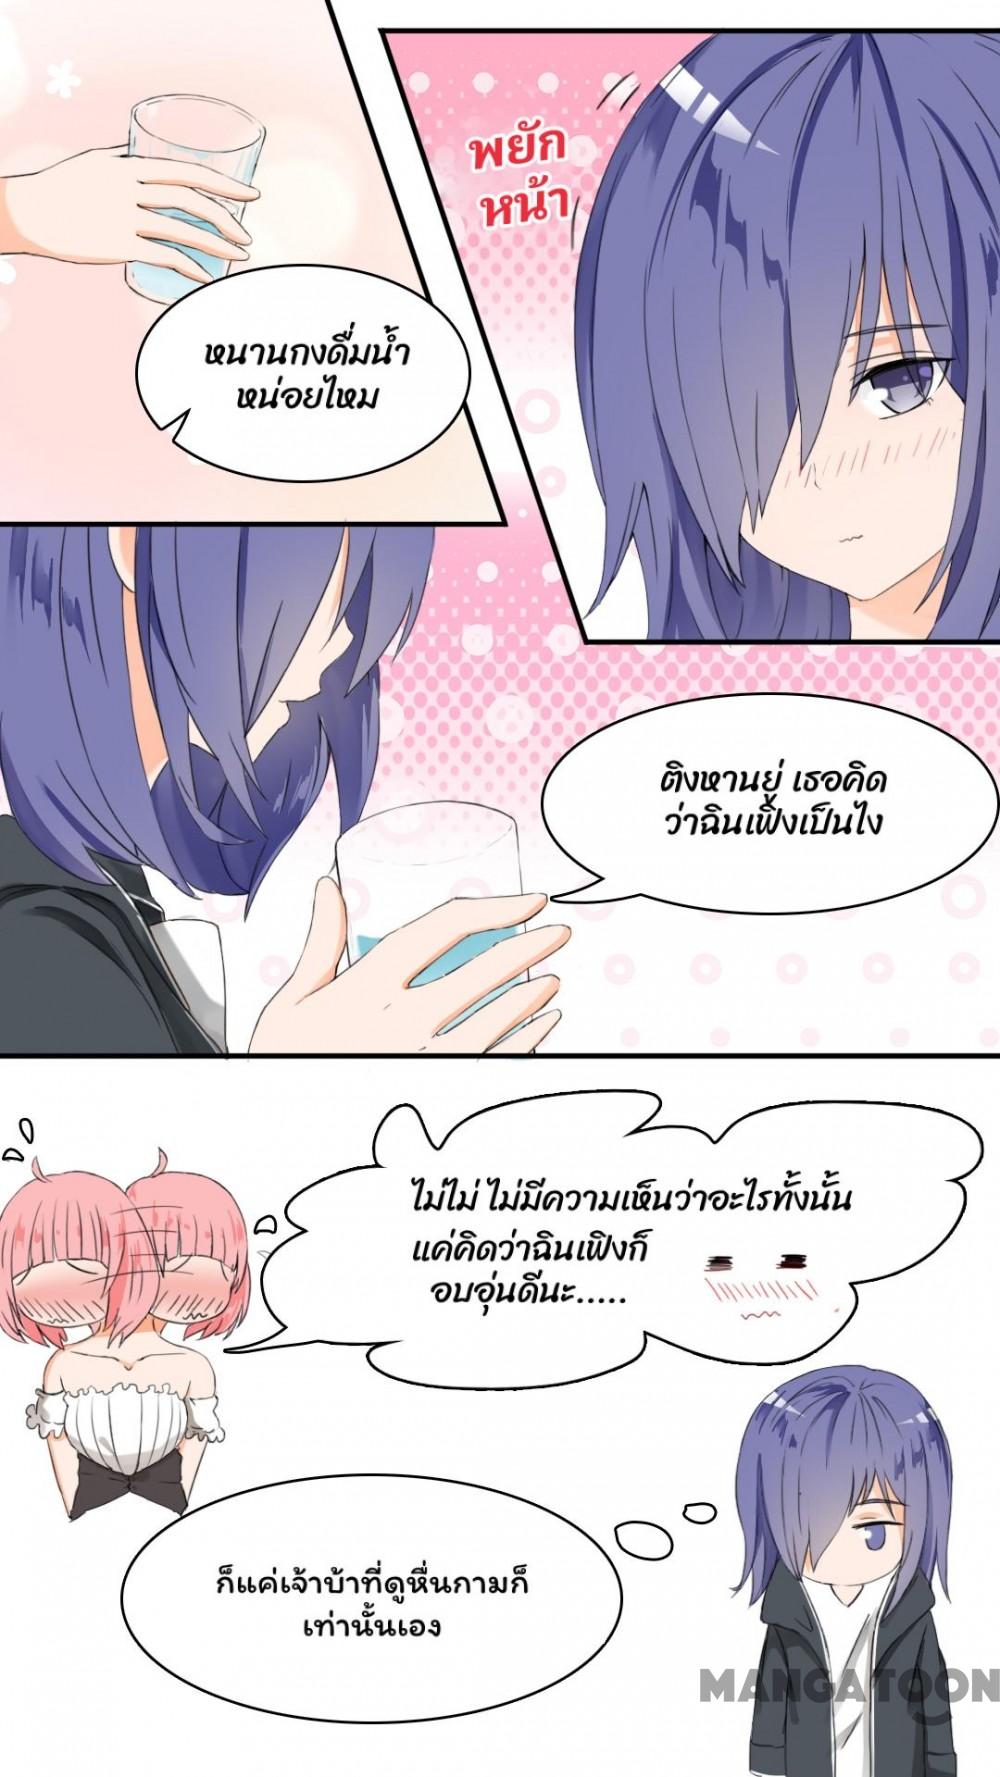 พยัก
หน้า
หนานกงดื่มน้ำ
หน่อยไหม
ติงหานยู่ เธอคิด
ว่าฉินเฟิงเป็นไง
ไม่ไม่ ไม่มีความเห็นว่าอะไรทั้งนั้น
แค่คิดว่าฉินเฟิงก็
อบอุ่นดีนะ.....
ก็แค่เจ้าบ้าที่ดูหื่นกามก็
เท่านั้นเอง
MANGATOON